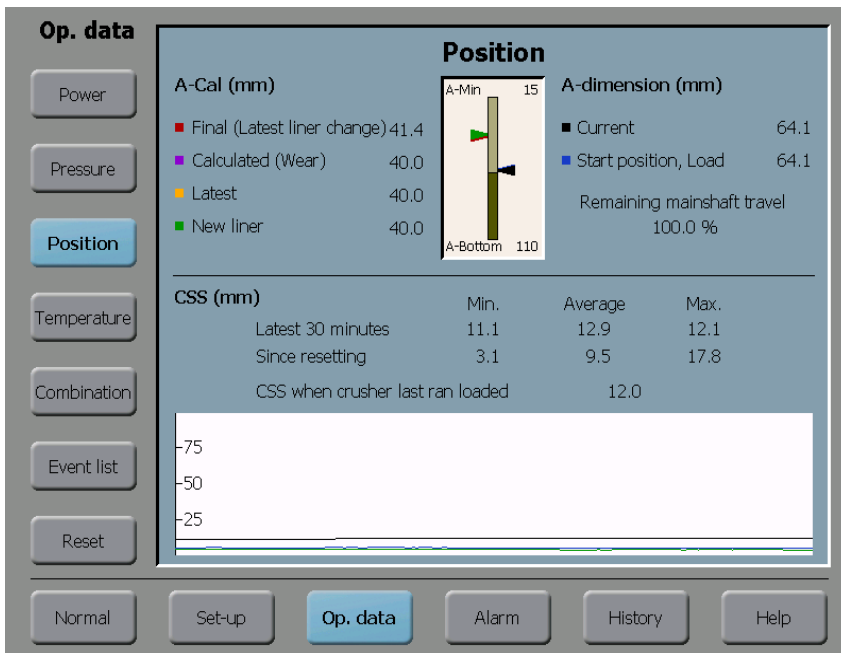 Op. data
Power
Pressure
Position
Temperature
Combination
Event list
Reset
Position
A-Cal (mm)
Final (Latest liner change) 41.4
Calculated (Wear) 40.0
Latest 40.0
New liner 40.0
A-Min 15
A-Bottom 110
A-dimension (mm)
Current 64.1
Start position, Load 64.1
Remaining mainshaft travel
100.0 %
CSS (mm) Min. Average Max.
Latest 30 minutes 11.1 12.9 12.1
Since resetting 3.1 9.5 17.8
CSS when crusher last ran loaded 12.0
-75
-50
-25
Normal Set-up Op. data Alarm History Help